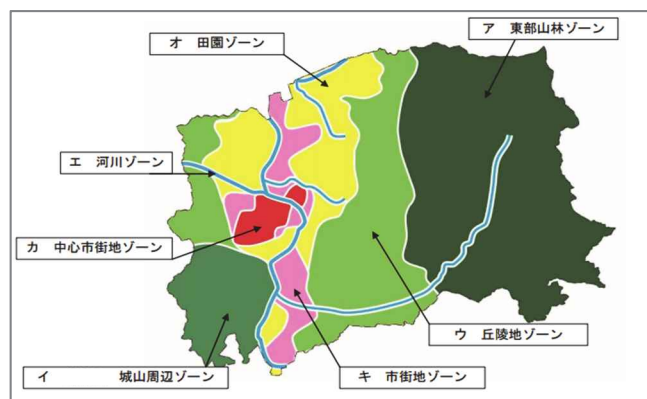 ア 東部山林ゾーン
オ 田園ゾーン
エ 河川ゾーン
カ 中心市街地ゾーン
ウ 丘陵地ゾーン
イ 城山周辺ゾーン
キ 市街地ゾーン